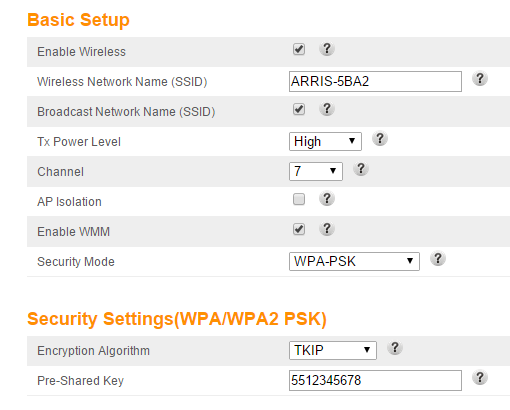 Basic Setup
Enable Wireless ?
Wireless Network Name (SSID) ARRIS-5BA2 ?
Broadcast Network Name (SSID) ?
Tx Power Level High ?
Channel 7 ?
AP Isolation ?
Enable WMM ?
Security Mode WPA-PSK ?
Security Settings(WPA/WPA2 PSK)
Encryption Algorithm TKIP ?
Pre-Shared Key 5512345678 ?